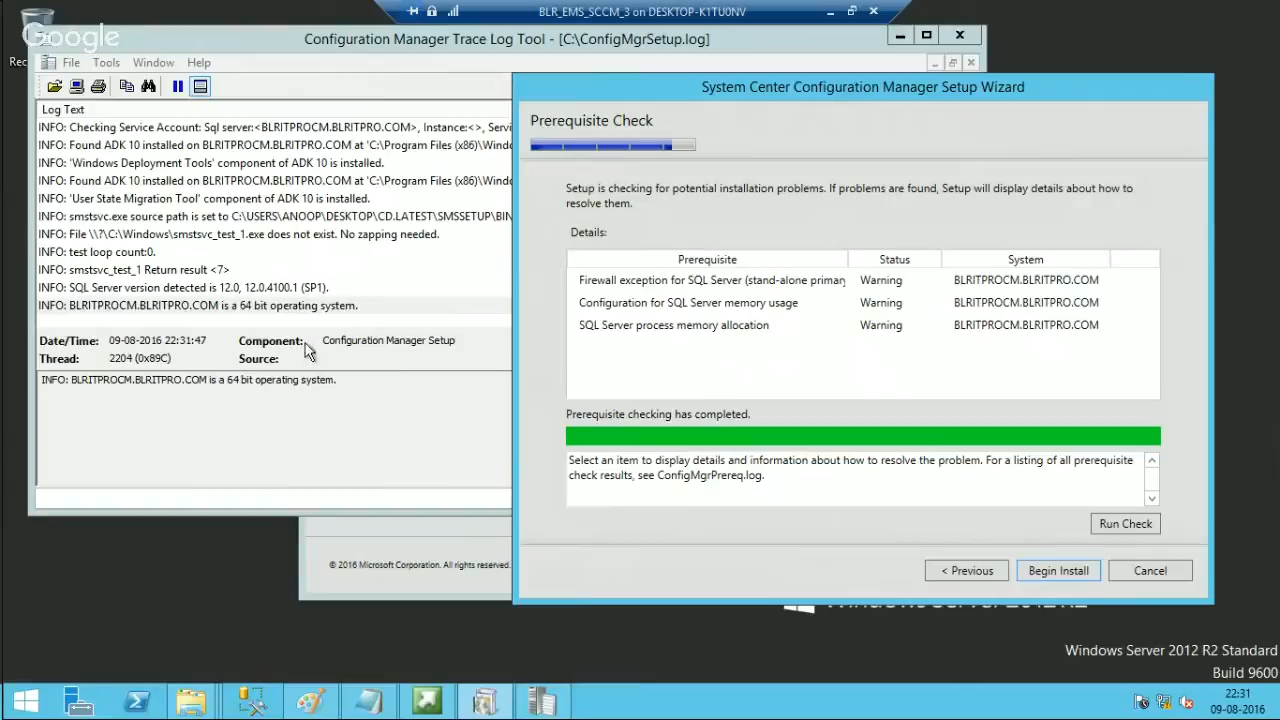 BLR_EMS_SCCM_3 on DESKTOP-K1TU0NV
Google
Configuration Manager Trace Log Tool - [C:\ConfigMgrSetup.log]
File Tools Window Help
Log Text
INFO: Checking Service Account: Sql server:<BLRITPROCM.BLRITPRO.COM>, Instance:<>, Servi
INFO: Found ADK 10 installed on BLRITPROCM.BLRITPRO.COM at 'C:\Program Files (x86)\Windo
INFO: 'Windows Deployment Tools' component of ADK 10 is installed.
INFO: Found ADK 10 installed on BLRITPROCM.BLRITPRO.COM at 'C:\Program Files (x86)\Windo
INFO: 'User State Migration Tool' component of ADK 10 is installed.
INFO: smstsvc.exe source path is set to C:\USERS\ANOOP\DESKTOP\CD.LATEST\SMSSETUP\BIN
INFO: File \\?\C:\Windows\smstsvc_test_1.exe does not exist. No zapping needed.
INFO: test loop count:0.
INFO: smstsvc_test_1 Return result <7>
INFO: SQL Server version detected is 12.0, 12.0.4100.1 (SP1).
INFO: BLRITPROCM.BLRITPRO.COM is a 64 bit operating system.
Date/Time: 09-08-2016 22:31:47 Component: Configuration Manager Setup
Thread: 2204 (0x89C) Source:
INFO: BLRITPROCM.BLRITPRO.COM is a 64 bit operating system.
© 2016 Microsoft Corporation. All rights reserved.
System Center Configuration Manager Setup Wizard
Prerequisite Check
Setup is checking for potential installation problems. If problems are found, Setup will display details about how to
resolve them.
Details:
Prerequisite Status System
Firewall exception for SQL Server (stand-alone primary Warning BLRITPROCM.BLRITPRO.COM
Configuration for SQL Server memory usage Warning BLRITPROCM.BLRITPRO.COM
SQL Server process memory allocation Warning BLRITPROCM.BLRITPRO.COM
Prerequisite checking has completed.
Select an item to display details and information about how to resolve the problem. For a listing of all prerequisite
check results, see ConfigMgrPrereq.log.
Run Check
< Previous Begin Install Cancel
Windows Server 2012 R2 Standard
Build 9600
22:31
09-08-2016